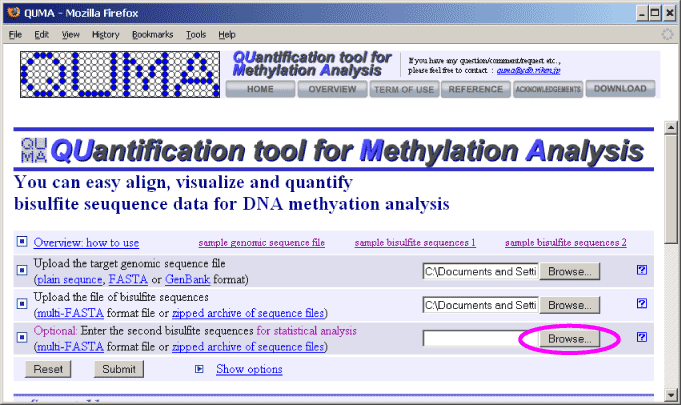 QUMA - Mozilla Firefox
File Edit View History Bookmarks Tools Help
QUMA
QUantification tool for
Methylation Analysis
If you have any question/comment/request etc.,
please feel free to contact : quma@cdb.riken.jp
HOME OVERVIEW TERM OF USE REFERENCE ACKNOWLEDGEMENTS DOWNLOAD
QUMA QUantification tool for Methylation Analysis
You can easy align, visualize and quantify
bisulfite seuquence data for DNA methyation analysis
Overview: how to use sample genomic sequence file sample bisulfite sequences 1 sample bisulfite sequences 2
Upload the target genomic sequence file
(plain sequnce, FASTA or GenBank format)
C:\Documents and Setti Browse... ?
Upload the file of bisulfite sequences
(multi-FASTA format file or zipped archive of sequence files)
C:\Documents and Setti Browse... ?
Optional: Enter the second bisulfite sequences for statistical analysis
(multi-FASTA format file or zipped archive of sequence files)
Browse... ?
Reset Submit Show options